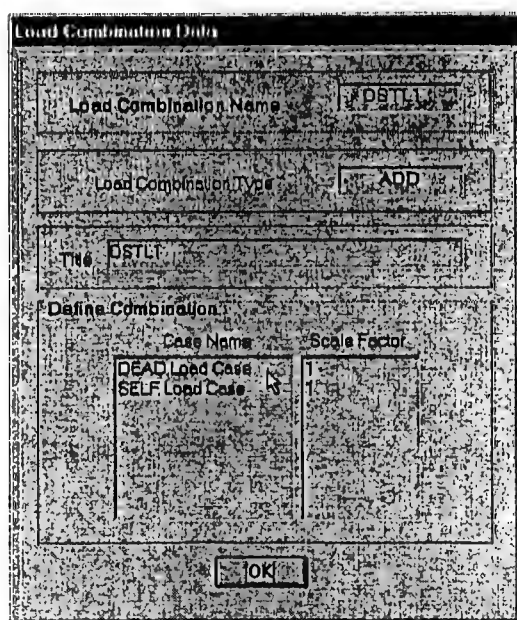 Load Combination Data
Load Combination Name DSTL1
Load Combination Type ADD
Title DSTL1
Define Combination
Case Name Scale Factor
DEAD Load Case 1
SELF Load Case 1
OK